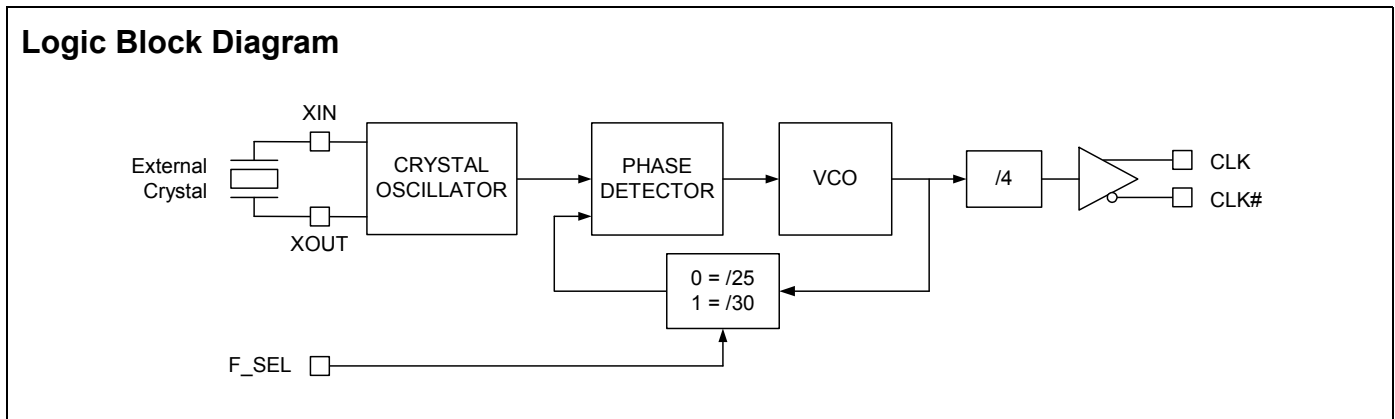 Logic Block Diagram
XIN
External
Crystal
XOUT
CRYSTAL
OSCILLATOR
PHASE
DETECTOR
VCO
/4
CLK
CLK#
0 = /25
1 = /30
F_SEL